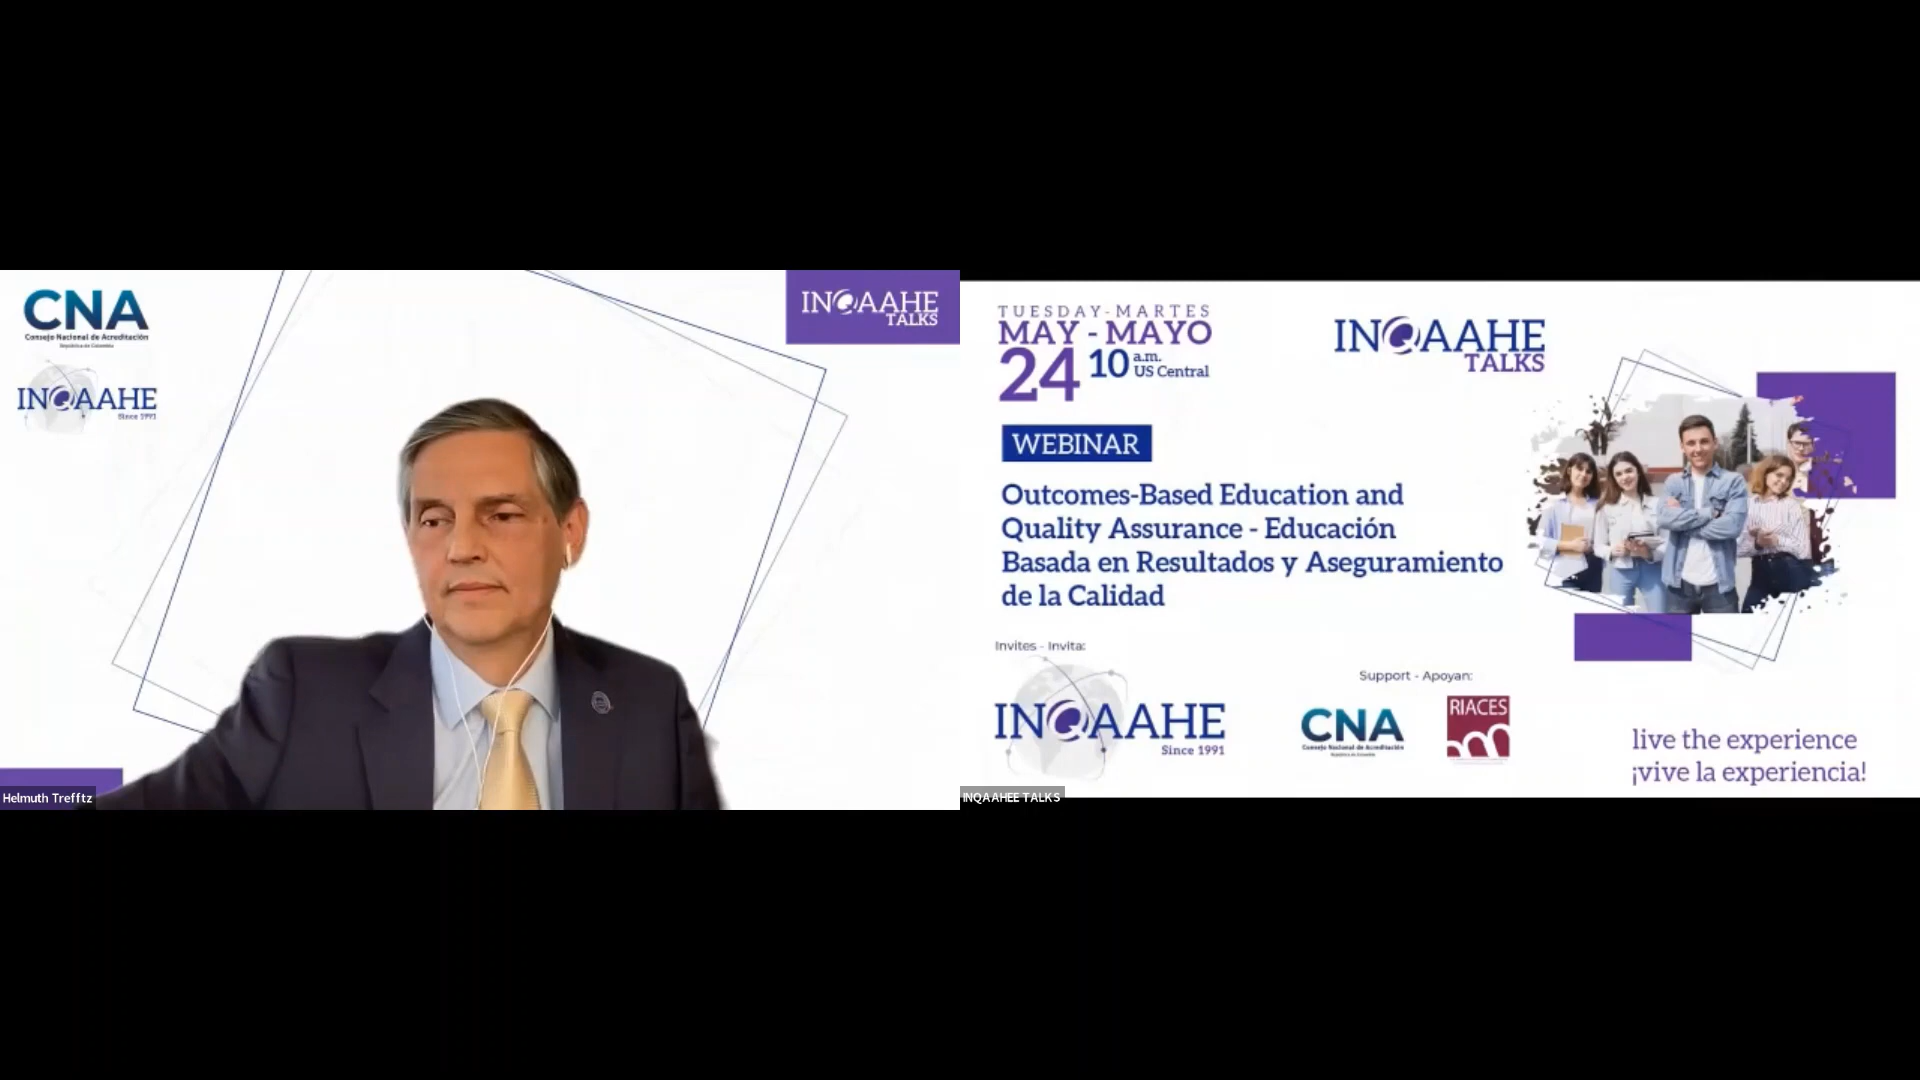 CNA
Consejo Nacional de Acreditación
República de Colombia
INQAAHE
Since 1991
INQAAHE
TALKS
Helmuth Trefftz
TUESDAY-MARTES
MAY - MAYO
24 10 a.m.
US Central
INQAAHE
TALKS
WEBINAR
Outcomes-Based Education and
Quality Assurance - Educación
Basada en Resultados y Aseguramiento
de la Calidad
Invites - Invita:
INQAAHE
Since 1991
Support - Apoyan:
CNA
Consejo Nacional de Acreditación
RIACES
live the experience
¡vive la experiencia!
INQAAHEE TALKS